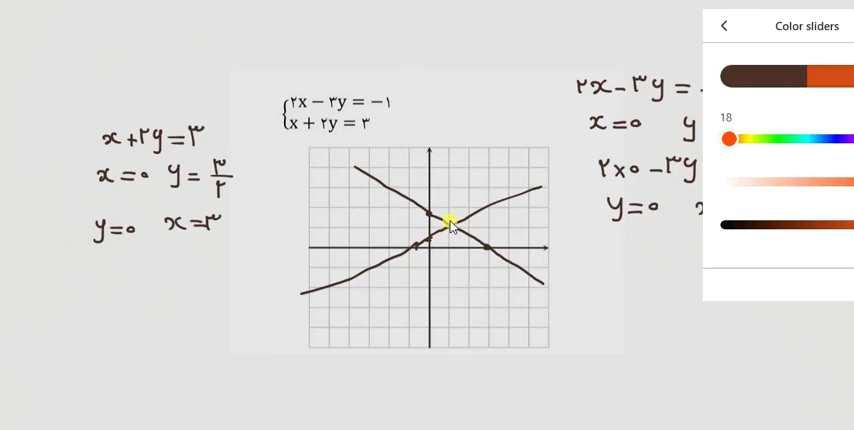 Color sliders
18
۲x − ۳y = −۱
x + ۲y = ۳
x+۲y=۳
x=۰ y=۳/۲
y=۰ x=۳
۲x-۳y=
x=۰ y
۲x۰-۳y
y=۰